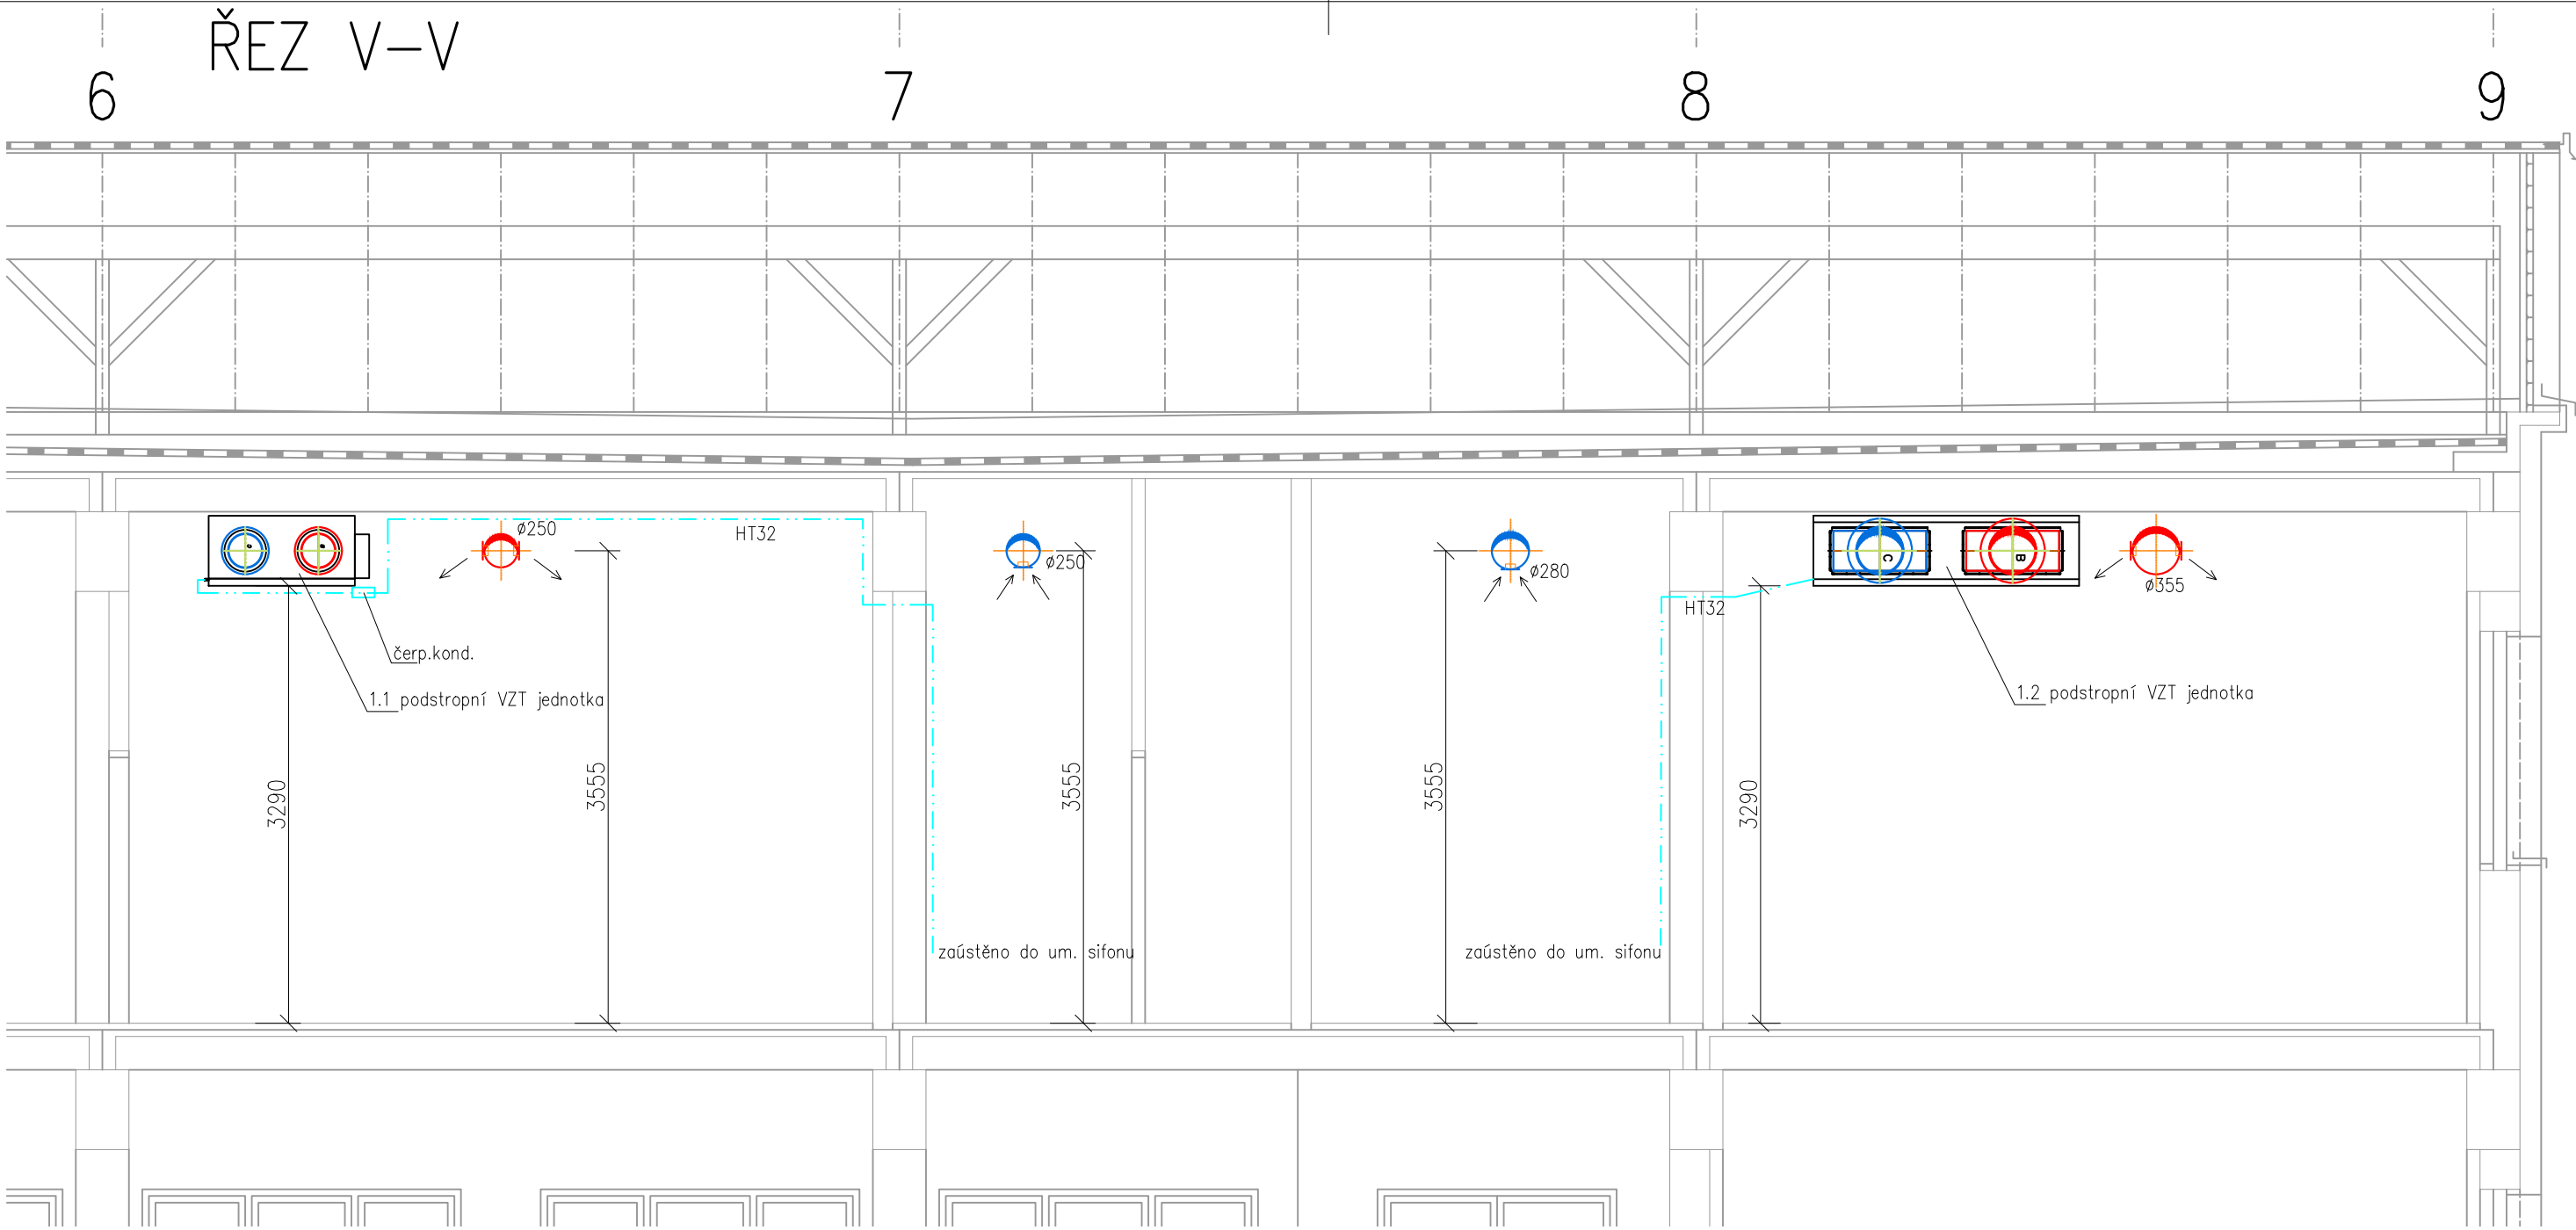 ŘEZ V-V
6
7
8
9
ø250
HT32
ø250
ø280
HT32
C
B
ø355
čerp.kond.
1.1 podstropní VZT jednotka
1.2 podstropní VZT jednotka
3290
3555
3555
3555
3290
zaústěno do um. sifonu
zaústěno do um. sifonu